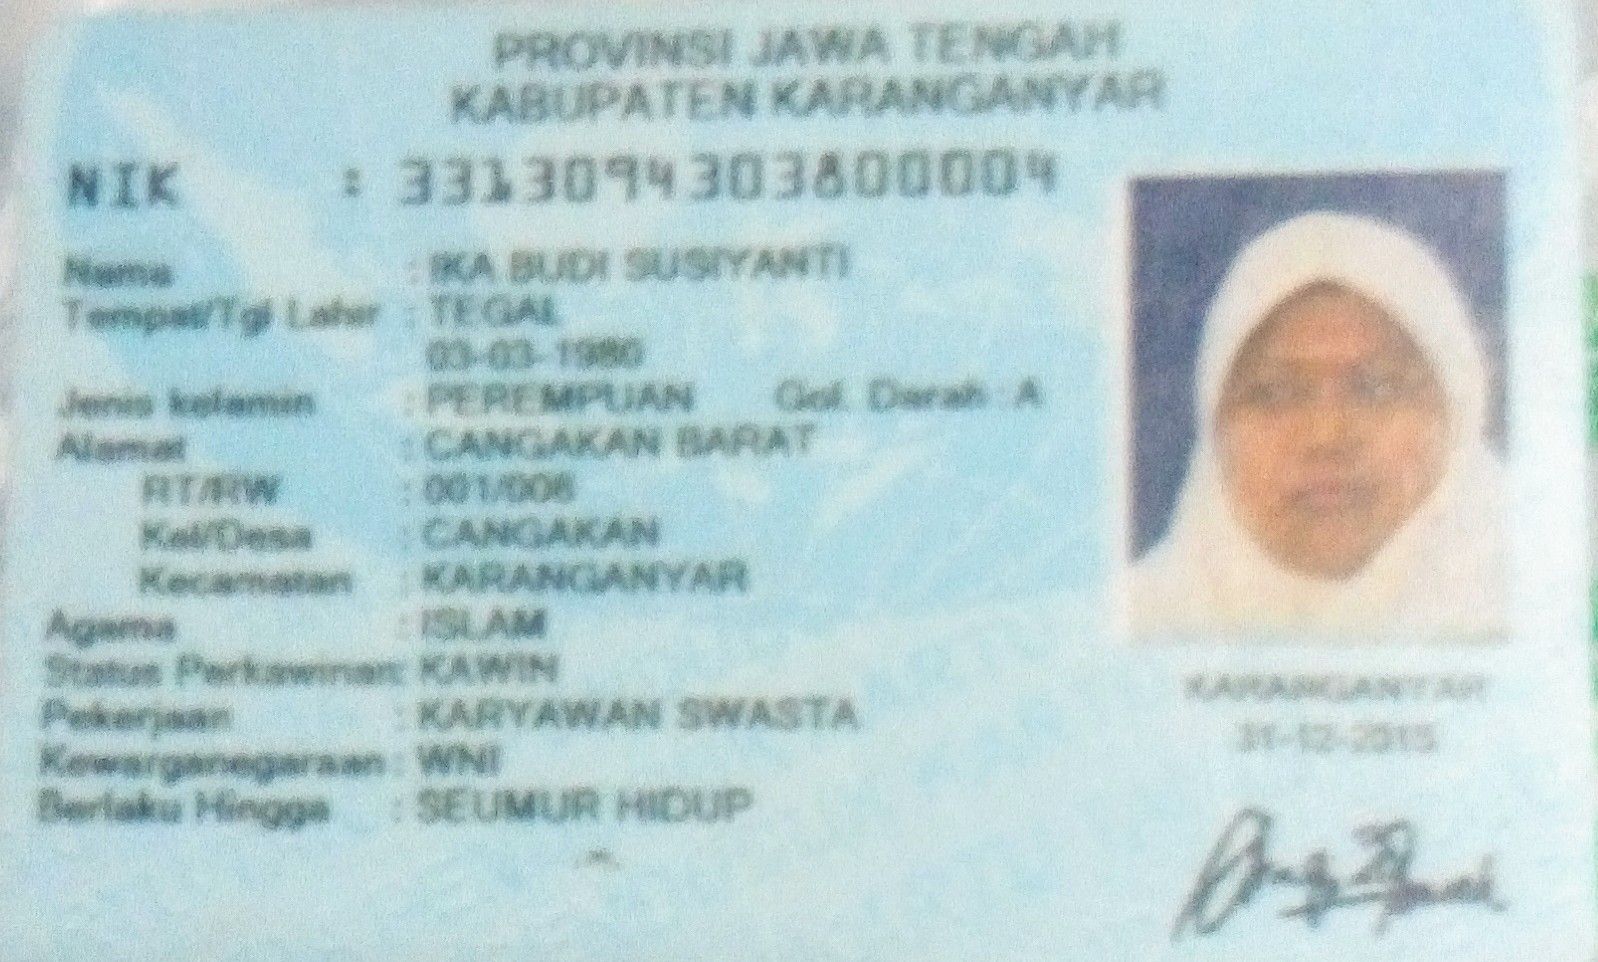 PROVINSI JAWA TENGAH
KABUPATEN KARANGANYAR
NIK : 3313094303800004
Nama : IKA BUDI SUSIYANTI
Tempat/Tgl Lahir : TEGAL
03-03-1980
Jenis kelamin : PEREMPUAN Gol. Darah : A
Alamat : CANGAKAN BARAT
RT/RW : 001/006
Kel/Desa : CANGAKAN
Kecamatan : KARANGANYAR
Agama : ISLAM
Status Perkawinan: KAWIN
Pekerjaan : KARYAWAN SWASTA
Kewarganegaraan : WNI
Berlaku Hingga : SEUMUR HIDUP
KARANGANYAR
31-12-2015